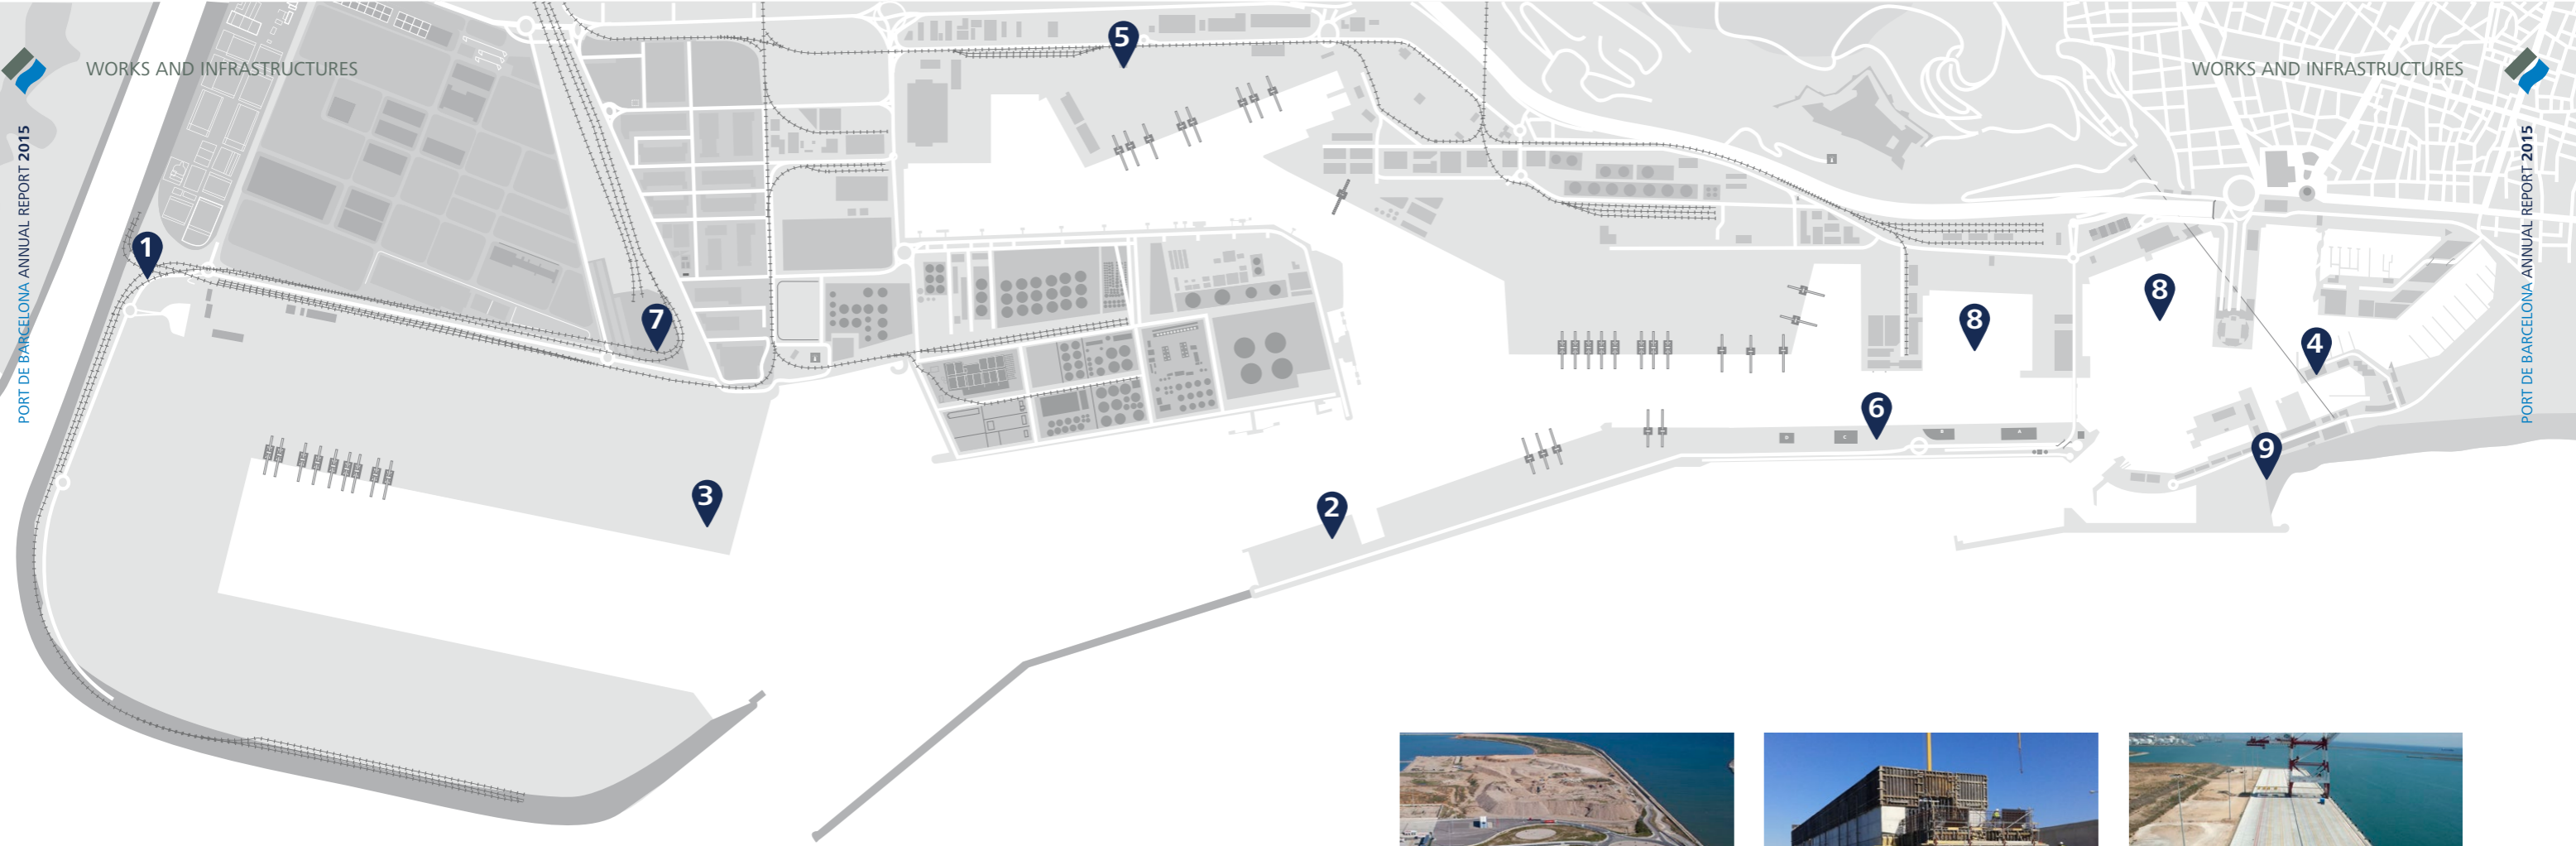 WORKS AND INFRASTRUCTURES
WORKS AND INFRASTRUCTURES
PORT DE BARCELONA ANNUAL REPORT 2015
PORT DE BARCELONA ANNUAL REPORT 2015
5
1
7
8
8
4
6
9
3
2
D
C
B
A